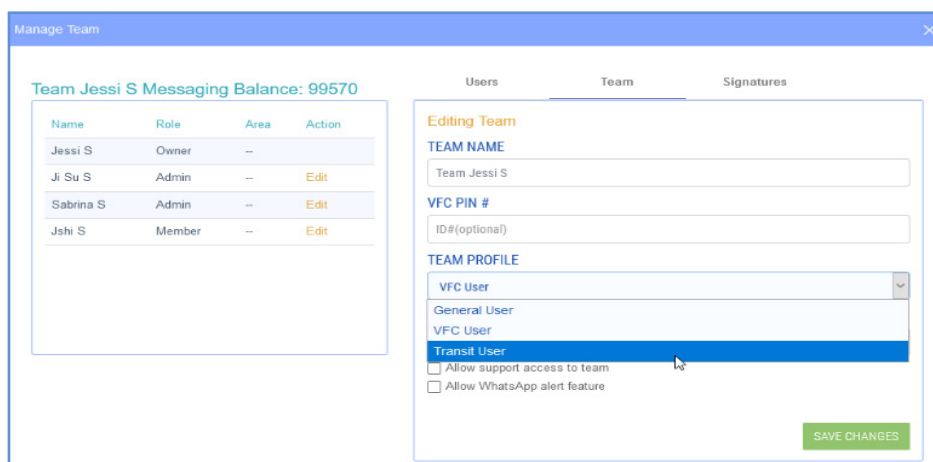 Manage Team
Team Jessi S Messaging Balance: 99570
Name Role Area Action
Jessi S Owner --
Ji Su S Admin -- Edit
Sabrina S Admin -- Edit
Jshi S Member -- Edit
Users Team Signatures
Editing Team
TEAM NAME
Team Jessi S
VFC PIN #
ID#(optional)
TEAM PROFILE
VFC User
General User
VFC User
Transit User
Allow support access to team
Allow WhatsApp alert feature
SAVE CHANGES